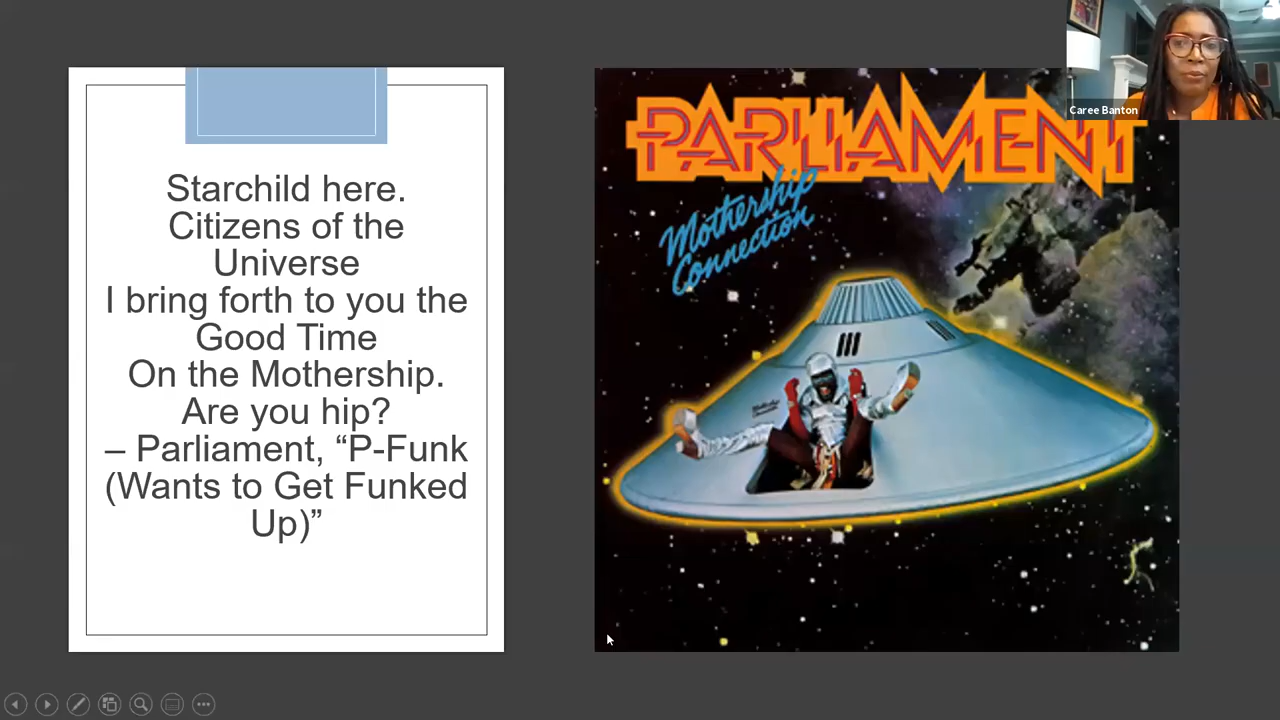 Starchild here.
Citizens of the
Universe
I bring forth to you the
Good Time
On the Mothership.
Are you hip?
– Parliament, “P-Funk
(Wants to Get Funked
Up)”
PARLIAMENT
Mothership
Connection
Caree Banton